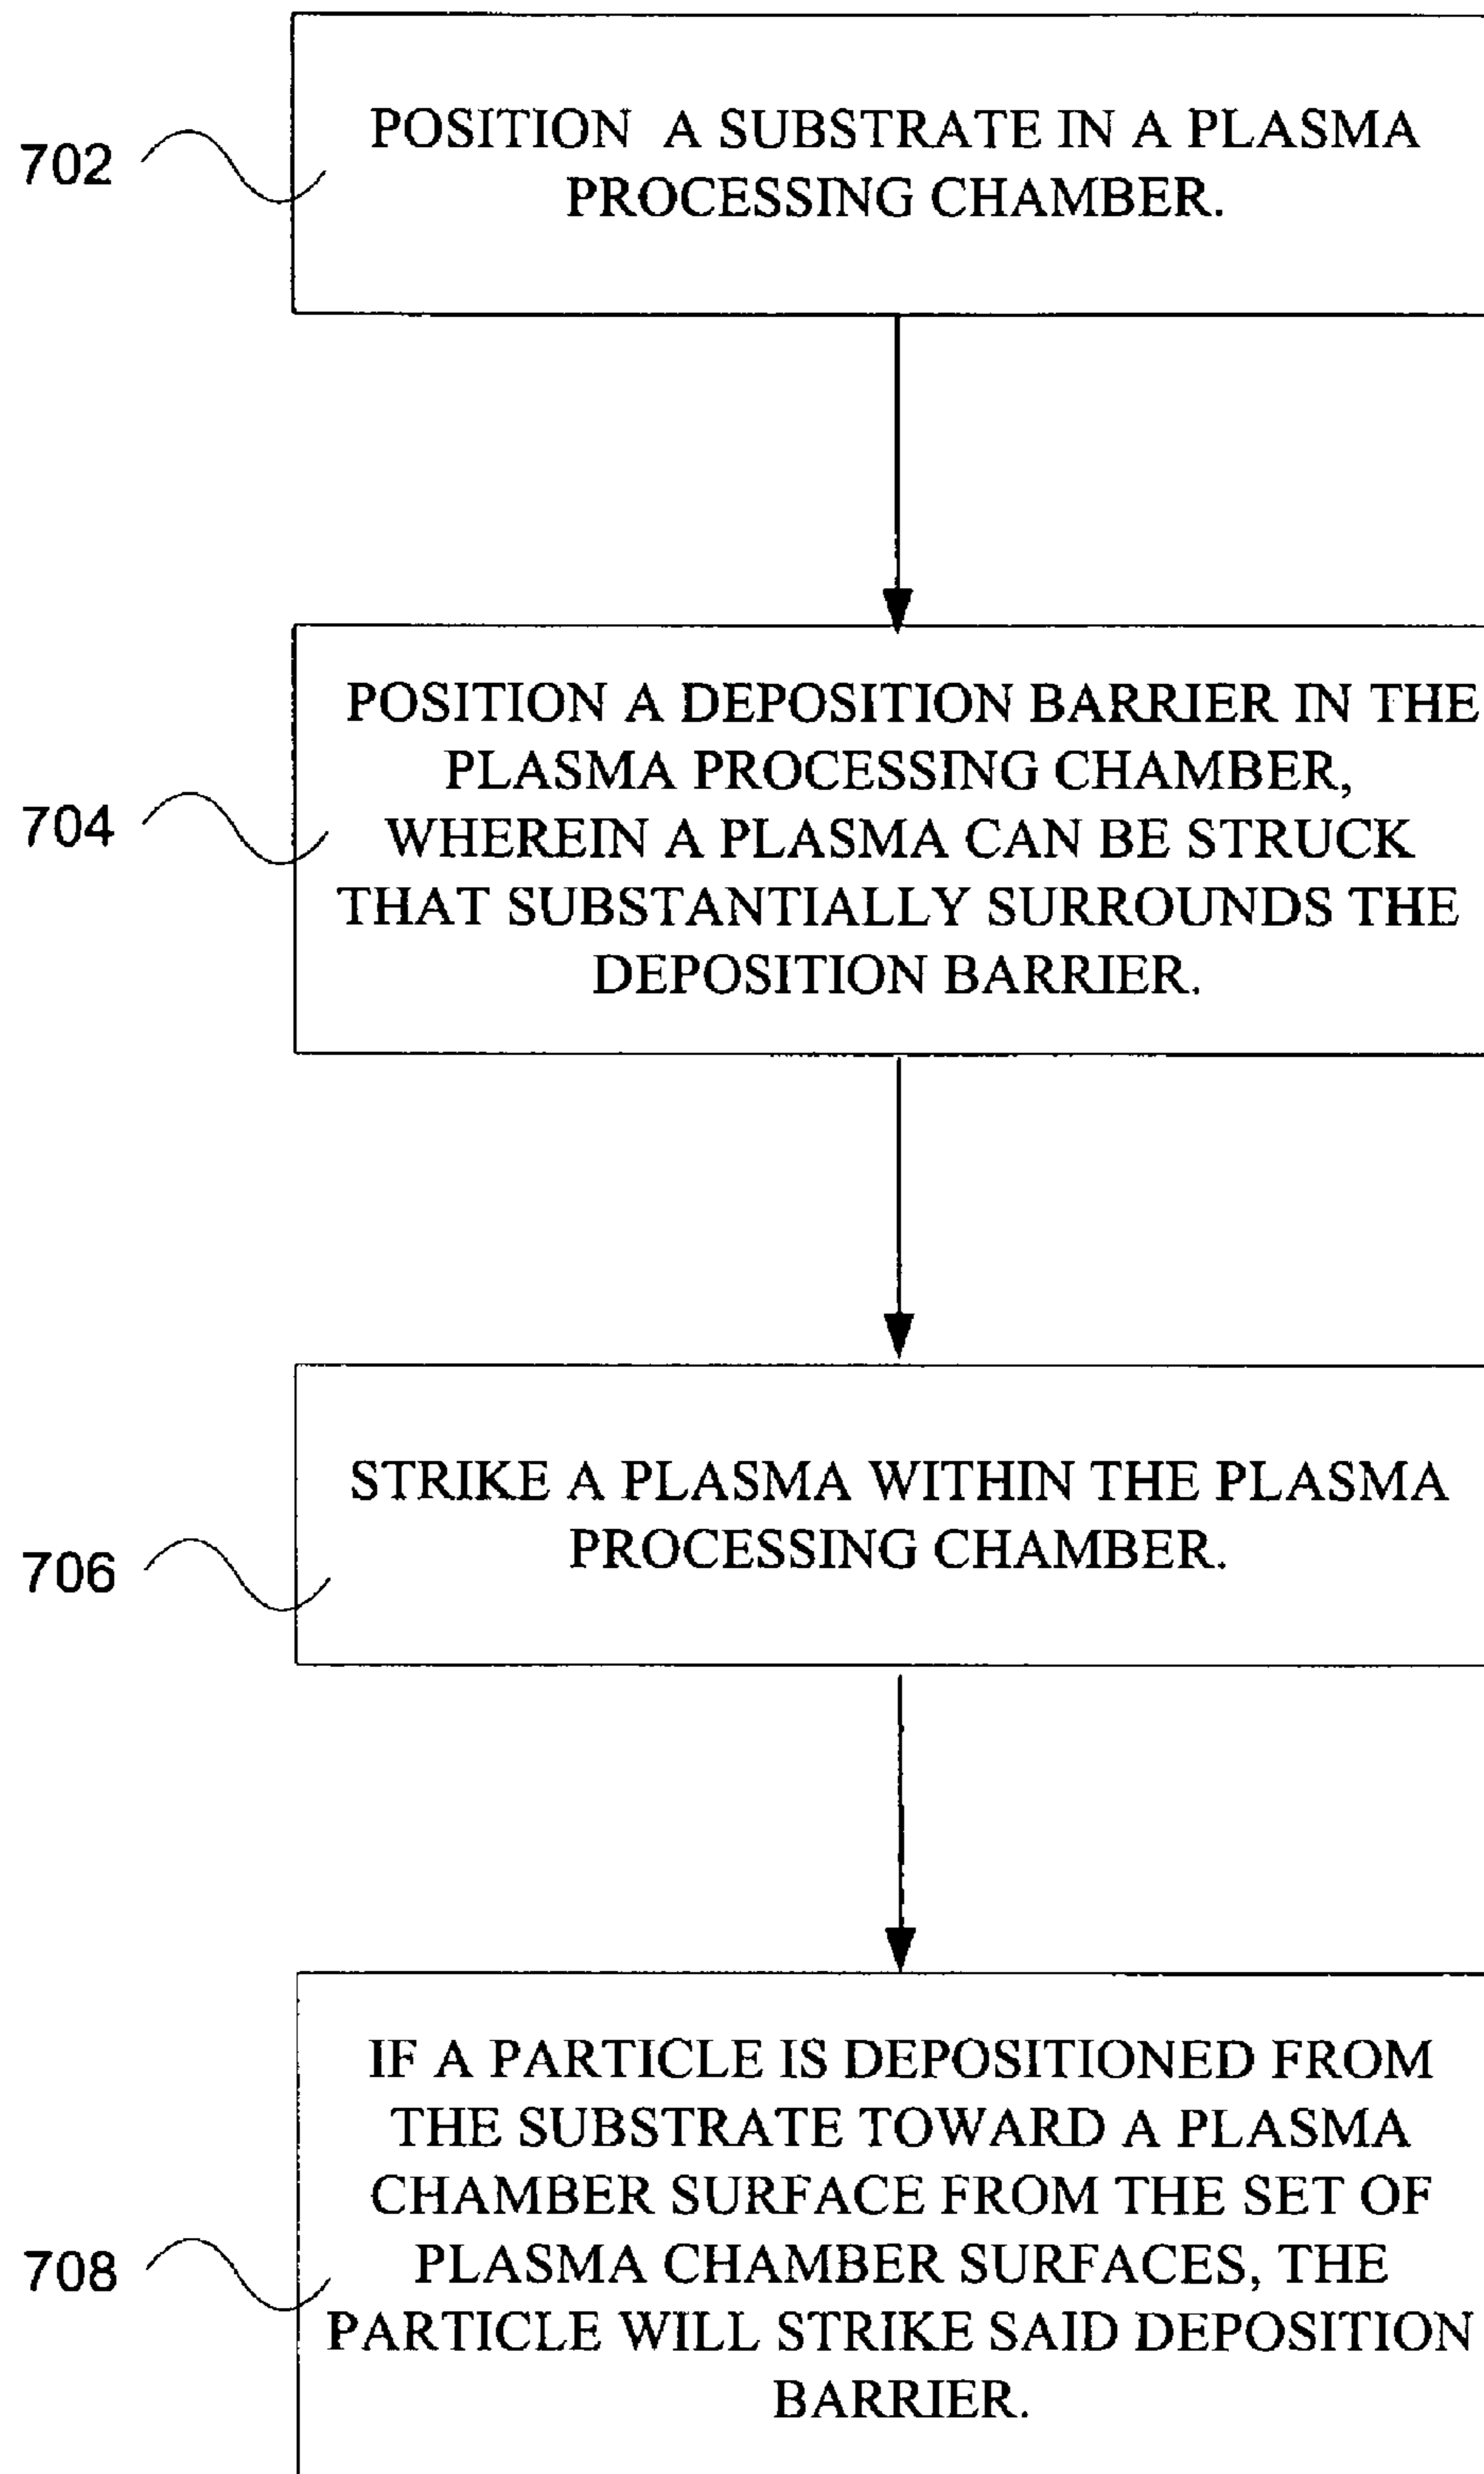 POSITION A SUBSTRATE IN A PLASMA
PROCESSING CHAMBER.
702
POSITION A DEPOSITION BARRIER IN THE
PLASMA PROCESSING CHAMBER,
WHEREIN A PLASMA CAN BE STRUCK
704
THAT SUBSTANTIALLY SURROUNDS THE
DEPOSITION BARRIER.
STRIKE A PLASMA WITHIN THE PLASMA
PROCESSING CHAMBER.
706
IF A PARTICLE IS DEPOSITIONED FROM
THE SUBSTRATE TOWARD A PLASMA
CHAMBER SURFACE FROM THE SET OF
PLASMA CHAMBER SURFACES, THE
708
PARTICLE WILL STRIKE SAID DEPOSITION
BARRIER.